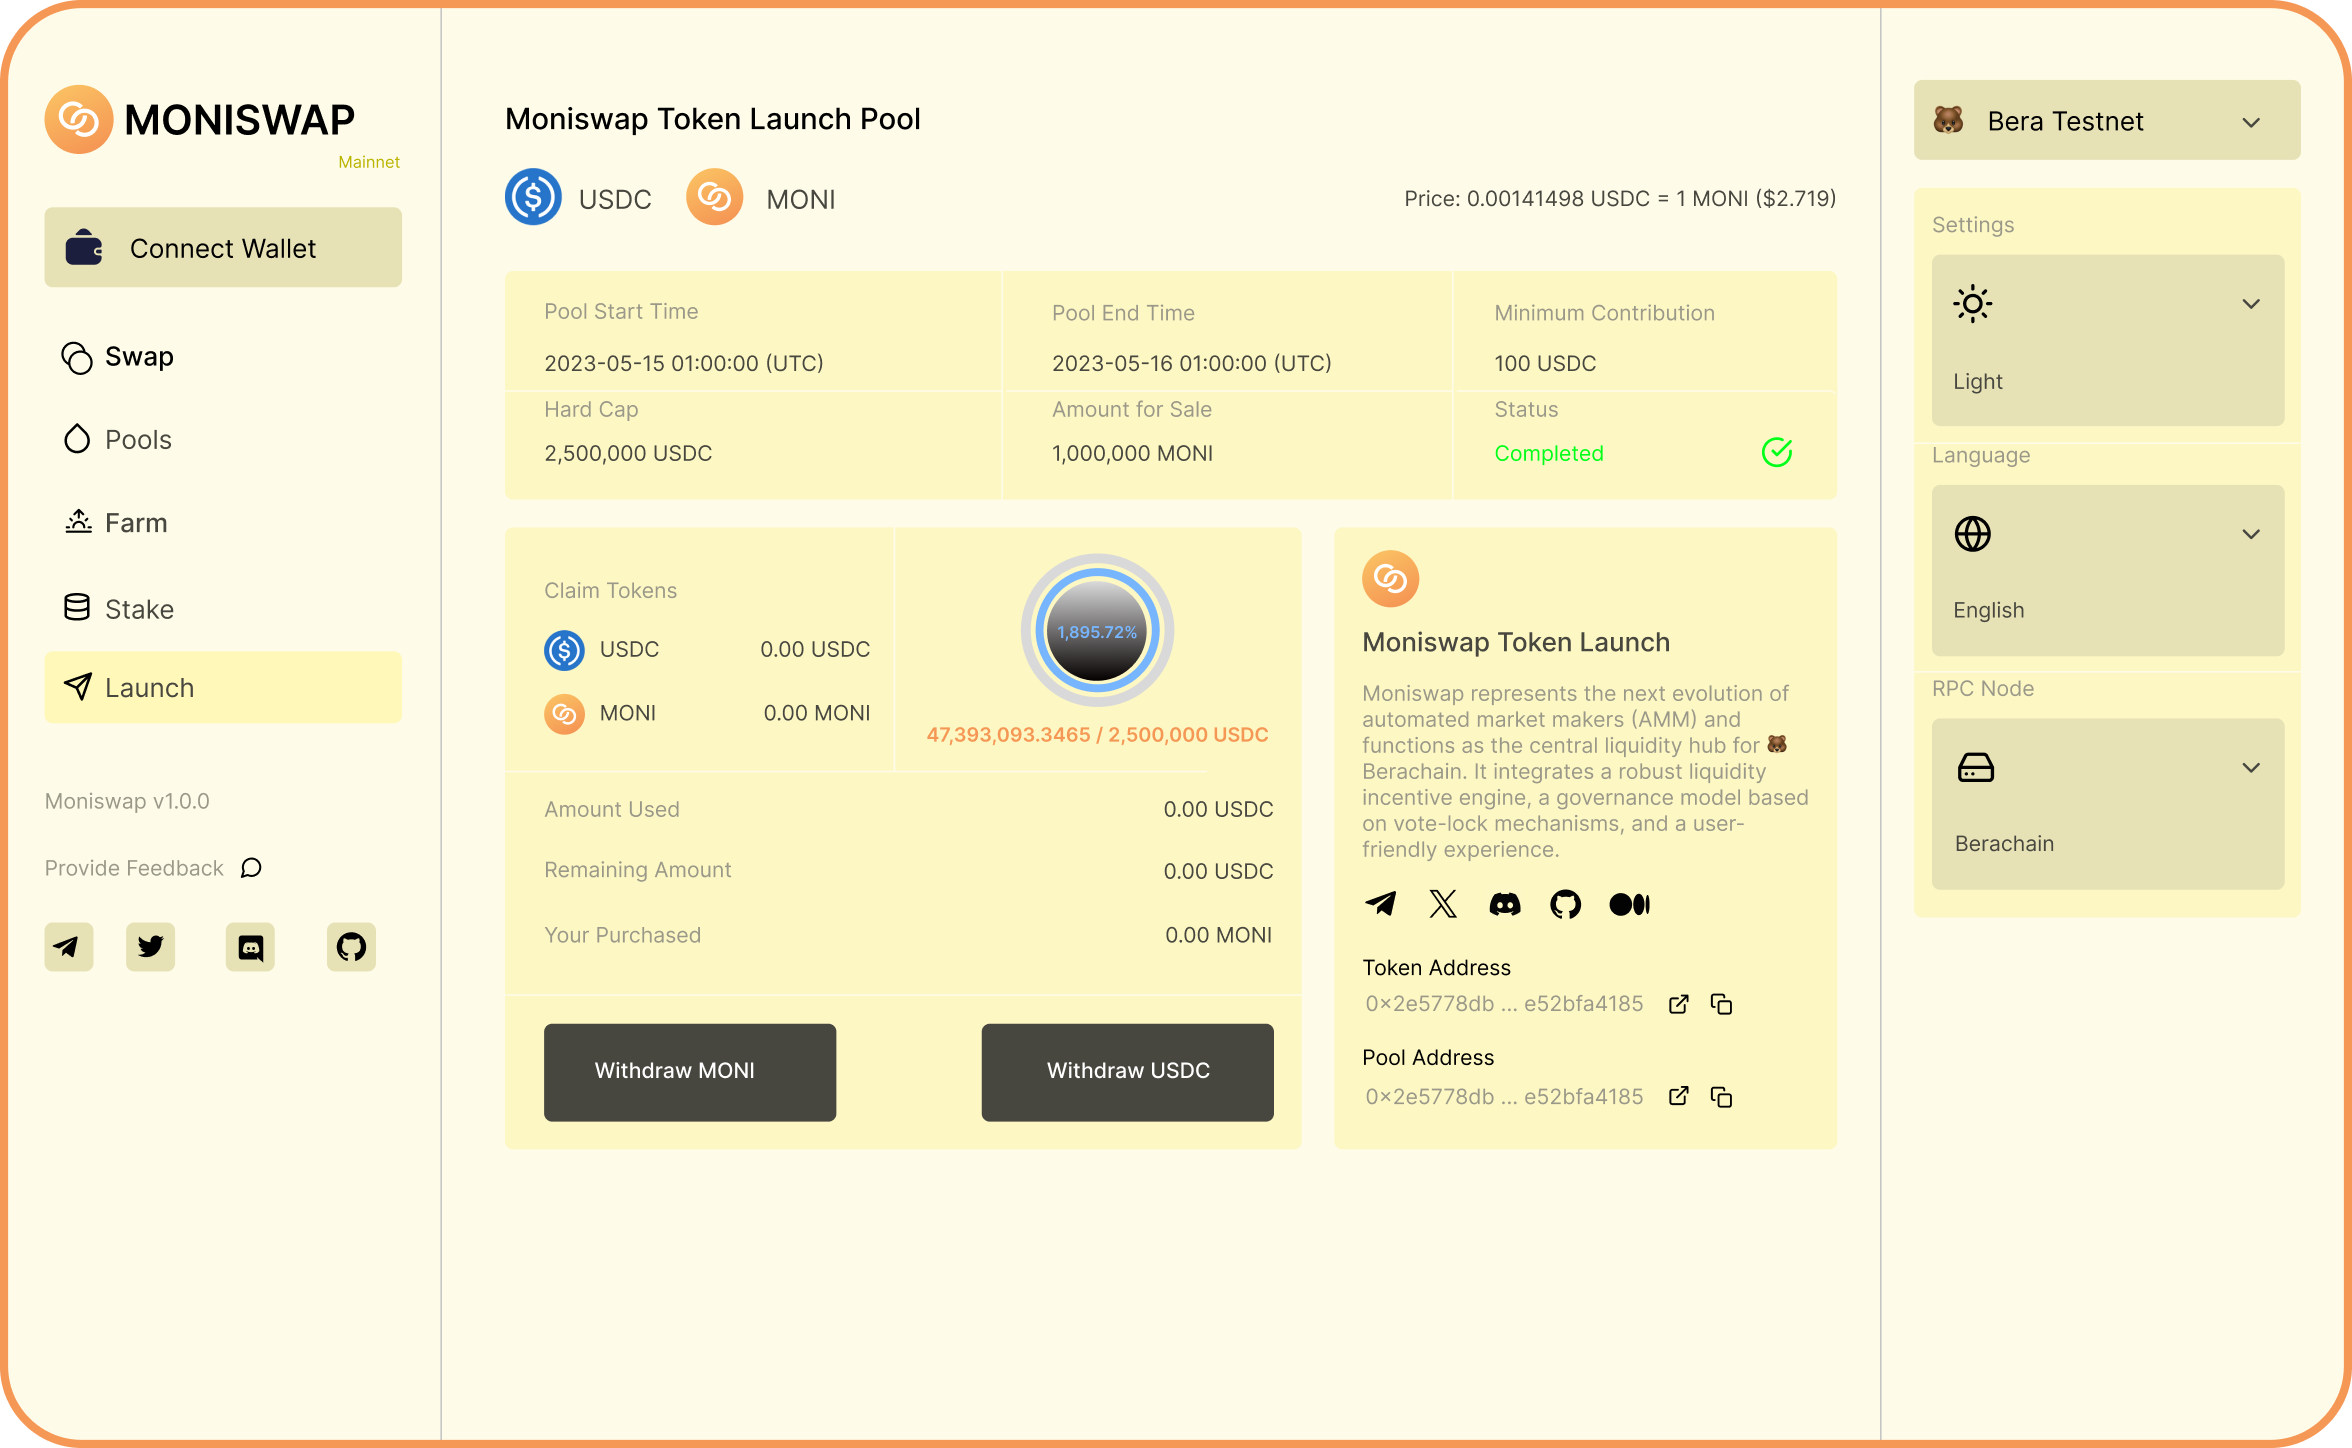 MONISWAP
Mainnet
Connect Wallet
Swap
Pools
Farm
Stake
Launch
Moniswap v1.0.0
Provide Feedback
Moniswap Token Launch Pool
USDC MONI
Price: 0.00141498 USDC = 1 MONI ($2.719)
Pool Start Time
2023-05-15 01:00:00 (UTC)
Pool End Time
2023-05-16 01:00:00 (UTC)
Minimum Contribution
100 USDC
Hard Cap
2,500,000 USDC
Amount for Sale
1,000,000 MONI
Status
Completed
Claim Tokens
USDC 0.00 USDC
MONI 0.00 MONI
1,895.72%
47,393,093.3465 / 2,500,000 USDC
Amount Used 0.00 USDC
Remaining Amount 0.00 USDC
Your Purchased 0.00 MONI
Withdraw MONI
Withdraw USDC
Moniswap Token Launch
Moniswap represents the next evolution of
automated market makers (AMM) and
functions as the central liquidity hub for 🐻
Berachain. It integrates a robust liquidity
incentive engine, a governance model based
on vote-lock mechanisms, and a user-
friendly experience.
Token Address
0x2e5778db ... e52bfa4185
Pool Address
0x2e5778db ... e52bfa4185
Bera Testnet
Settings
Light
Language
English
RPC Node
Berachain